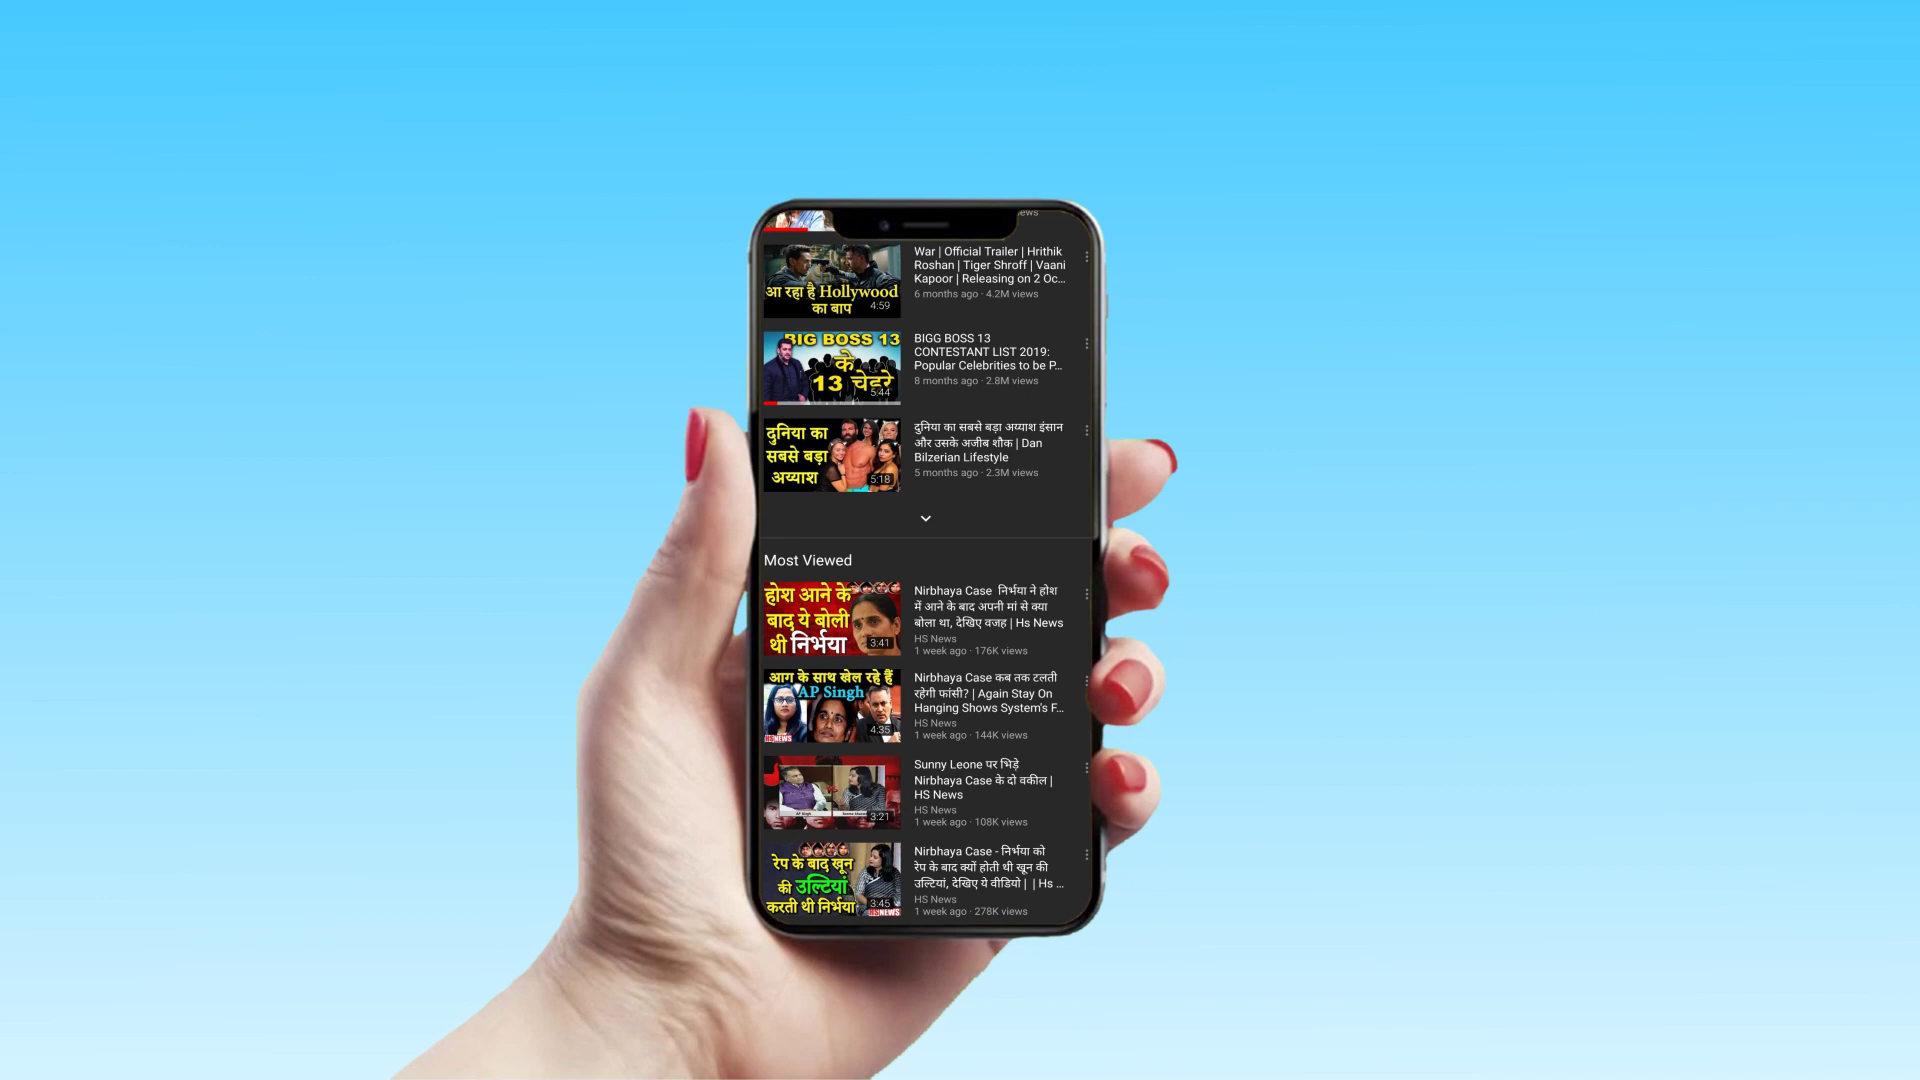 ews
आ रहा है Hollywood
का बाप
4:59
War | Official Trailer | Hrithik
Roshan | Tiger Shroff | Vaani
Kapoor | Releasing on 2 Oc...
6 months ago · 4.2M views
BIG BOSS 13
के
13 चेहरे
5:44
BIGG BOSS 13
CONTESTANT LIST 2019:
Popular Celebrities to be P...
8 months ago · 2.8M views
दुनिया का
सबसे बड़ा
अय्याश
5:18
दुनिया का सबसे बड़ा अय्याश इंसान
और उसके अजीब शौक | Dan
Bilzerian Lifestyle
5 months ago · 2.3M views
Most Viewed
होश आने के
बाद ये बोली
थी निर्भया
3:41
Nirbhaya Case निर्भया ने होश
में आने के बाद अपनी मां से क्या
बोला था, देखिए वजह | Hs News
HS News
1 week ago · 176K views
आग के साथ खेल रहे हैं
AP Singh
4:35
HS NEWS
Nirbhaya Case कब तक टलती
रहेगी फांसी? | Again Stay On
Hanging Shows System's F...
HS News
1 week ago · 144K views
AP Singh
3:21
Sunny Leone पर भिड़े
Nirbhaya Case के दो वकील |
HS News
HS News
1 week ago · 108K views
रेप के बाद खून
की उल्टियां
करती थी निर्भया
3:45
HS NEWS
Nirbhaya Case - निर्भया को
रेप के बाद क्यों होती थी खून की
उल्टियां, देखिए ये वीडियो | | Hs ...
HS News
1 week ago · 278K views